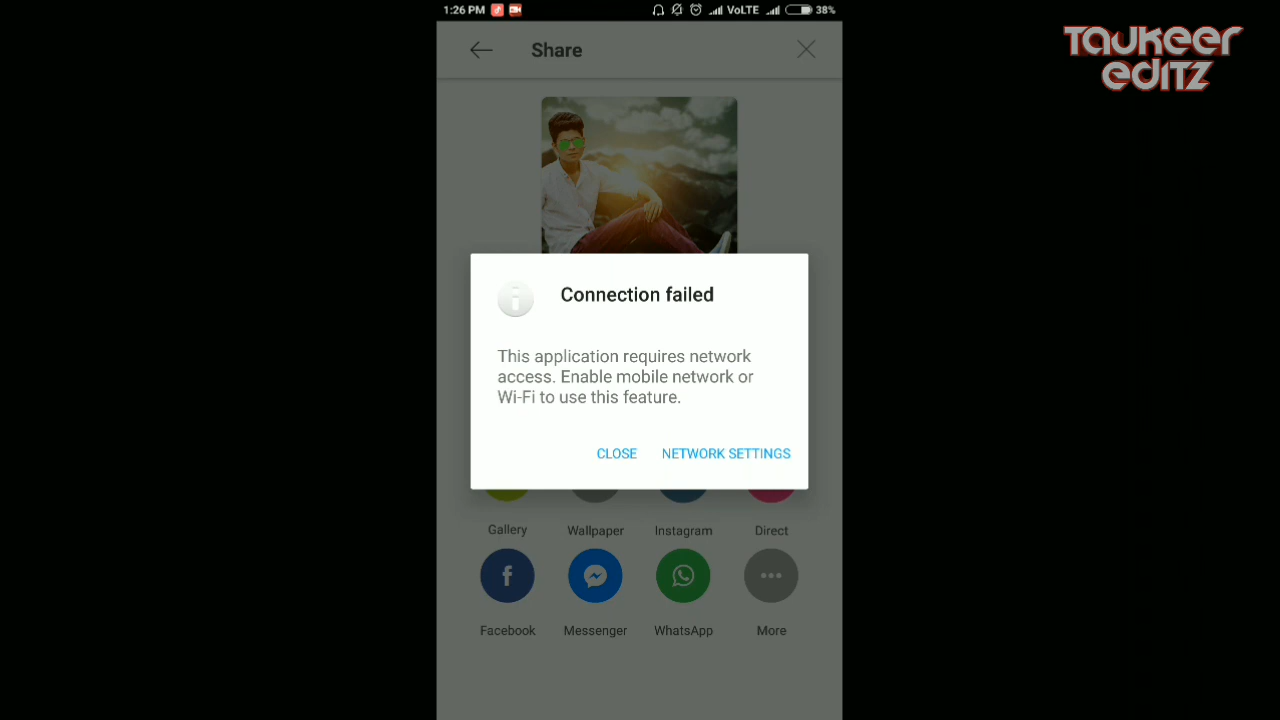 1:26 PM
VoLTE
38%
TAUKEER
EDITZ
Share
Connection failed
This application requires network
access. Enable mobile network or
Wi-Fi to use this feature.
CLOSE
NETWORK SETTINGS
Gallery
Wallpaper
Instagram
Direct
Facebook
Messenger
WhatsApp
More